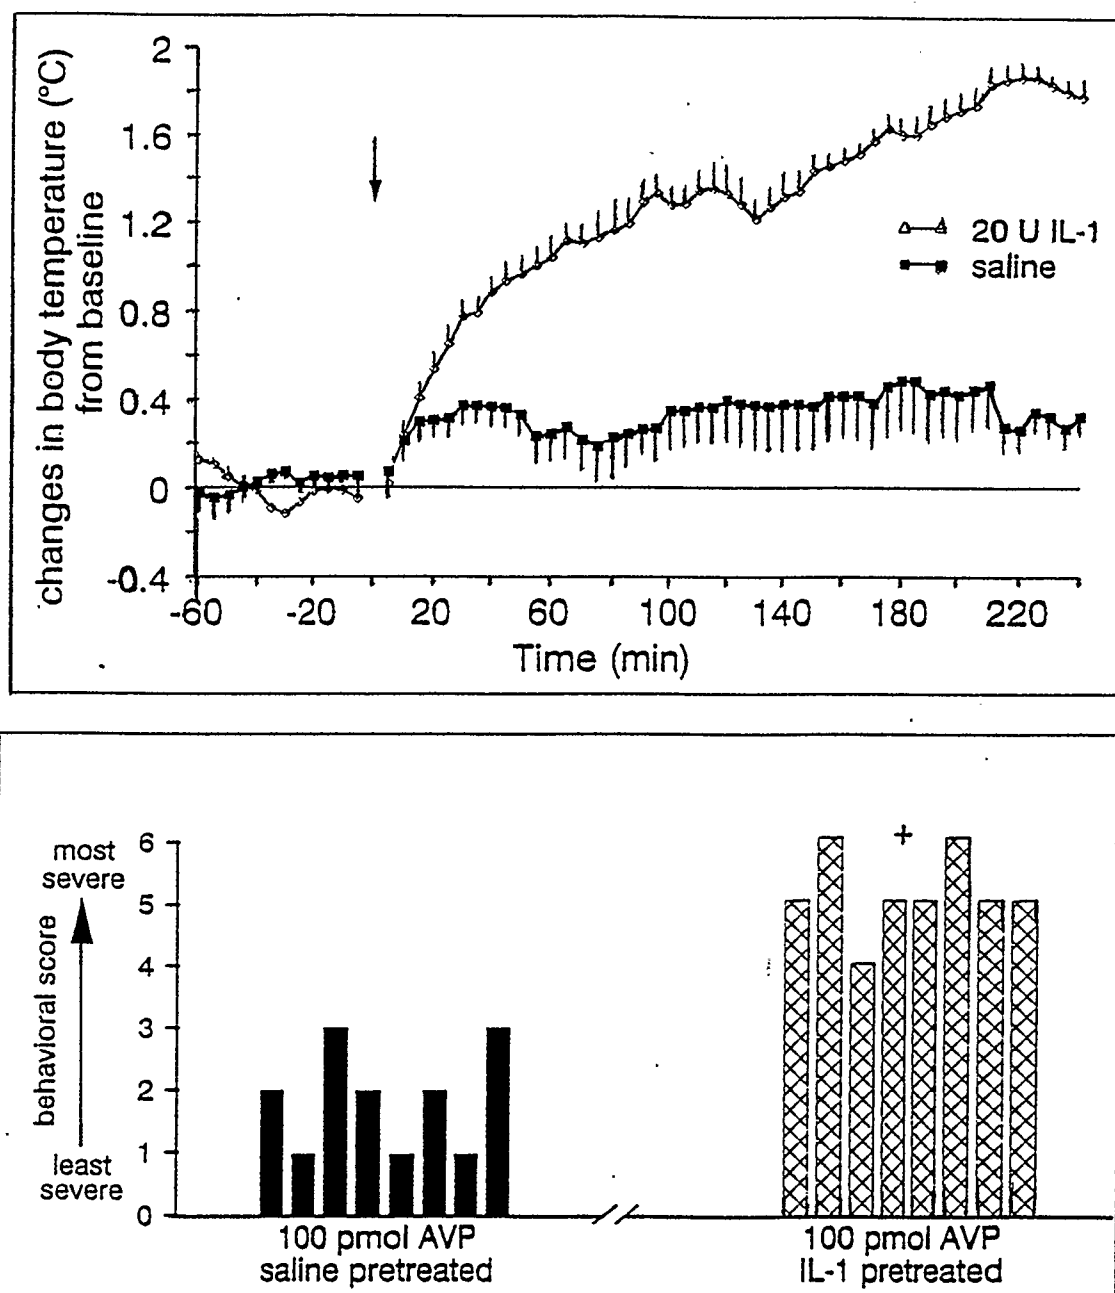 changes in body temperature (ºC)
from baseline
2
1.6
1.2
0.8
0.4
0
-0.4
-60
-20
20
60
100
140
180
220
Time (min)
20 U IL-1
saline
most
severe
behavioral score
least
severe
6
5
4
3
2
1
0
+
100 pmol AVP
saline pretreated
100 pmol AVP
IL-1 pretreated